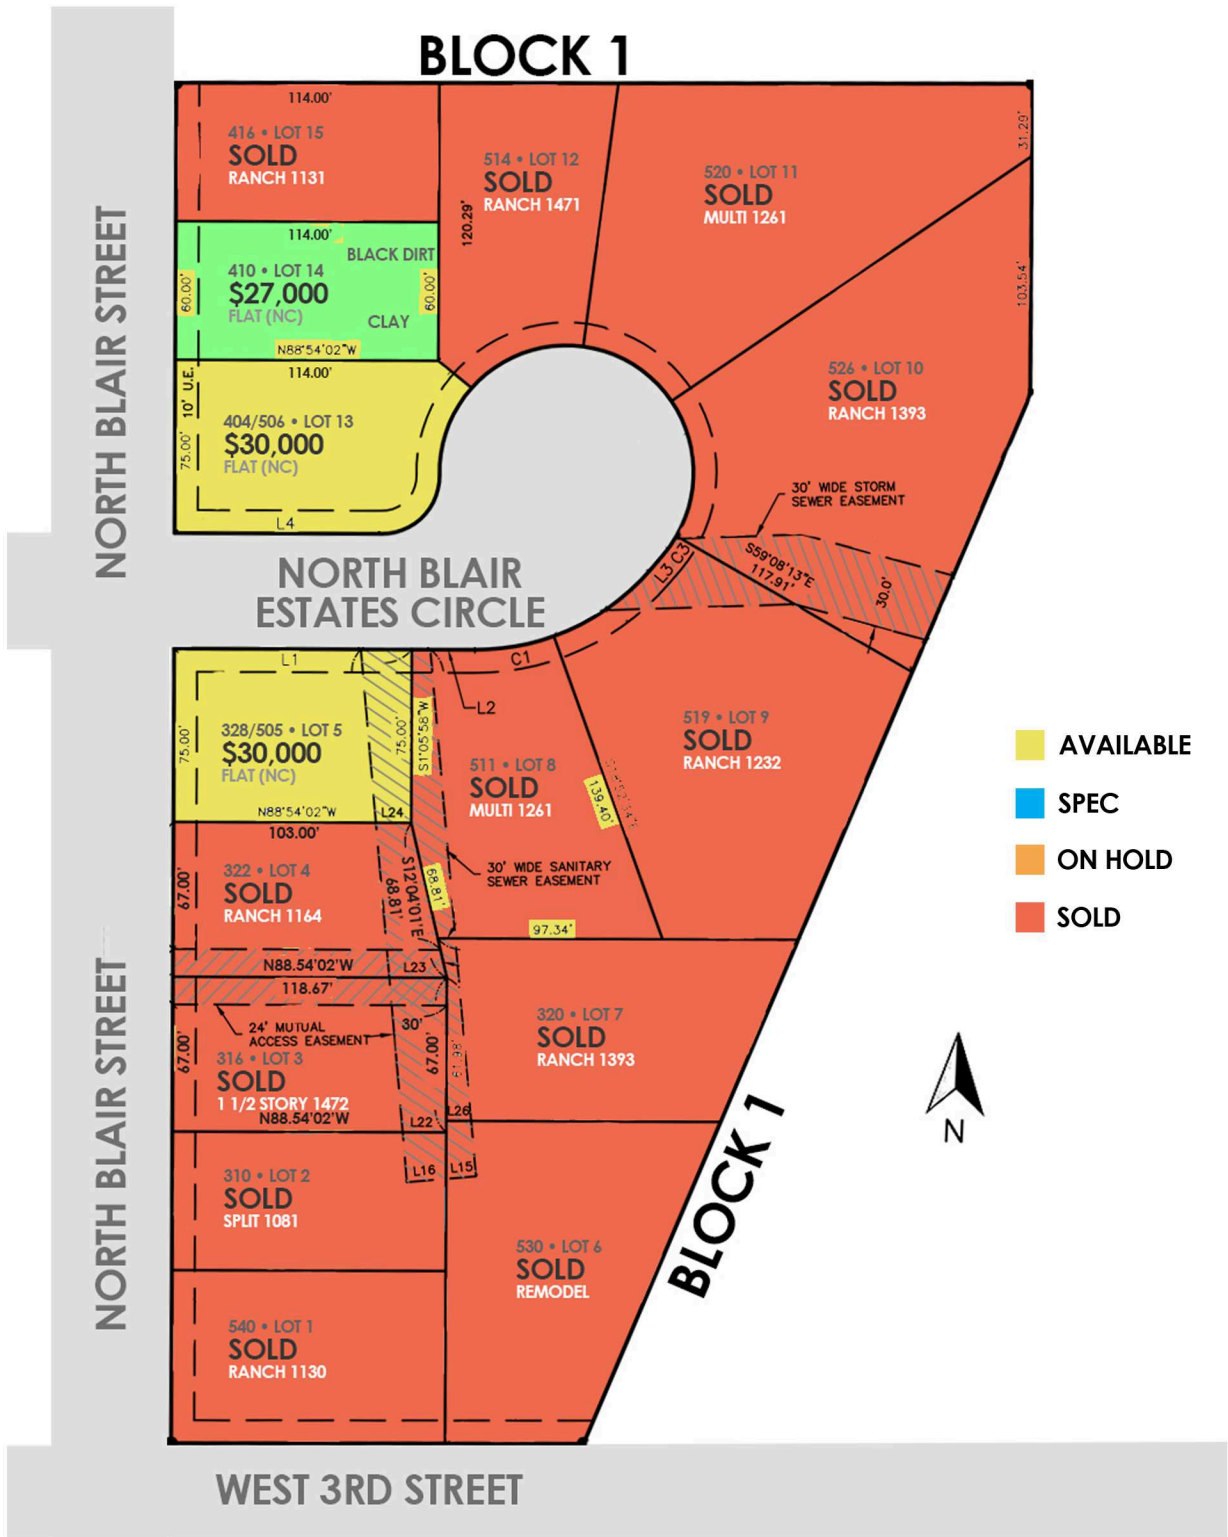 BLOCK 1
114.00'
416 • LOT 15
SOLD
RANCH 1131
514 • LOT 12
SOLD
RANCH 1471
120.29'
520 • LOT 11
SOLD
MULTI 1261
31.29'
103.54'
114.00'
BLACK DIRT
410 • LOT 14
$27,000
FLAT (NC)
CLAY
60.00'
60.00'
N88°54'02"W
114.00'
10' U.E.
75.00'
404/506 • LOT 13
$30,000
FLAT (NC)
L4
526 • LOT 10
SOLD
RANCH 1393
30' WIDE STORM
SEWER EASEMENT
S59°08'13"E
117.91'
30.0'
L3 C3
NORTH BLAIR STREET
NORTH BLAIR
ESTATES CIRCLE
L1
C1
L2
75.00'
328/505 • LOT 5
$30,000
FLAT (NC)
75.00'
S1°05'58"W
N88°54'02"W
L24
103.00'
511 • LOT 8
SOLD
MULTI 1261
139.40'
519 • LOT 9
SOLD
RANCH 1232
AVAILABLE
SPEC
ON HOLD
SOLD
67.00'
322 • LOT 4
SOLD
RANCH 1164
S12°04'01"E
68.81'
68.81'
30' WIDE SANITARY
SEWER EASEMENT
97.34'
N88.54'02'W
L23
118.67'
24' MUTUAL
ACCESS EASEMENT
30'
67.00'
316 • LOT 3
SOLD
1 1/2 STORY 1472
N88.54'02'W
67.00'
61.98'
L22
L26
320 • LOT 7
SOLD
RANCH 1393
NORTH BLAIR STREET
310 • LOT 2
SOLD
SPLIT 1081
L16
L15
530 • LOT 6
SOLD
REMODEL
BLOCK 1
N
540 • LOT 1
SOLD
RANCH 1130
WEST 3RD STREET